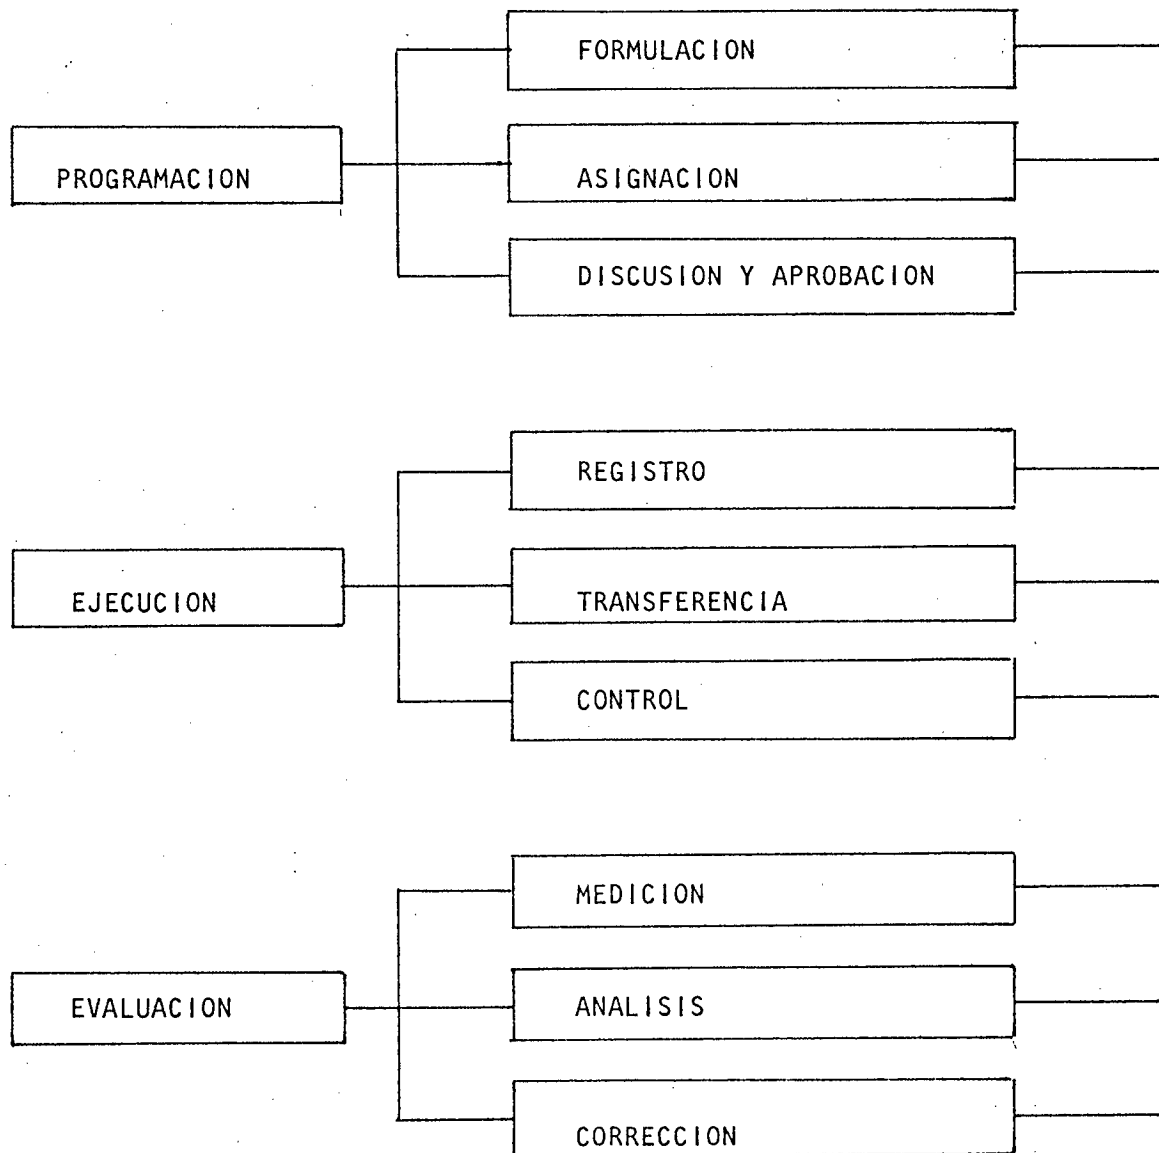 FORMULACION
PROGRAMACION
ASIGNACION
DISCUSION Y APROBACION
REGISTRO
EJECUCION
TRANSFERENCIA
CONTROL
MEDICION
EVALUACION
ANALISIS
CORRECCION